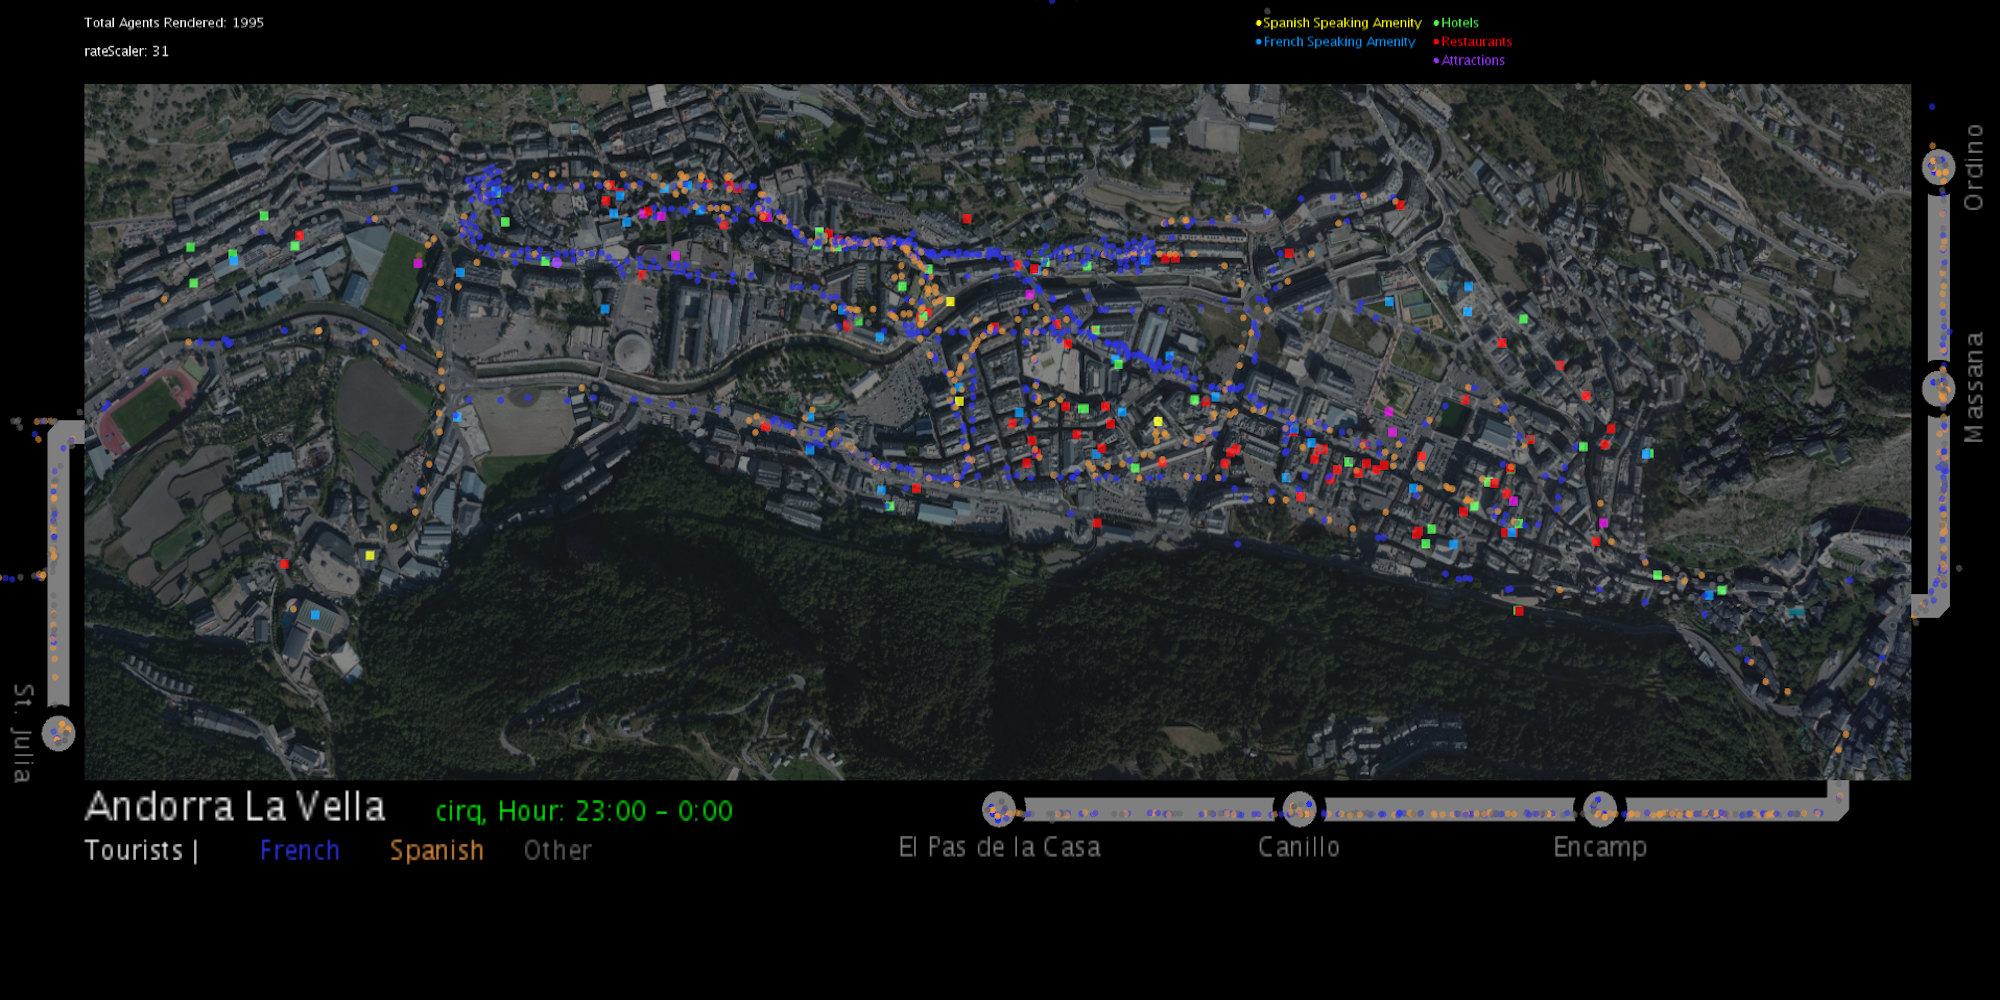 Total Agents Rendered: 1995
rateScaler: 31
Spanish Speaking Amenity
French Speaking Amenity
Hotels
Restaurants
Attractions
Ordino
Massana
St. Julia
Andorra La Vella
cirq, Hour: 23:00 - 0:00
Tourists |
French
Spanish
Other
El Pas de la Casa
Canillo
Encamp